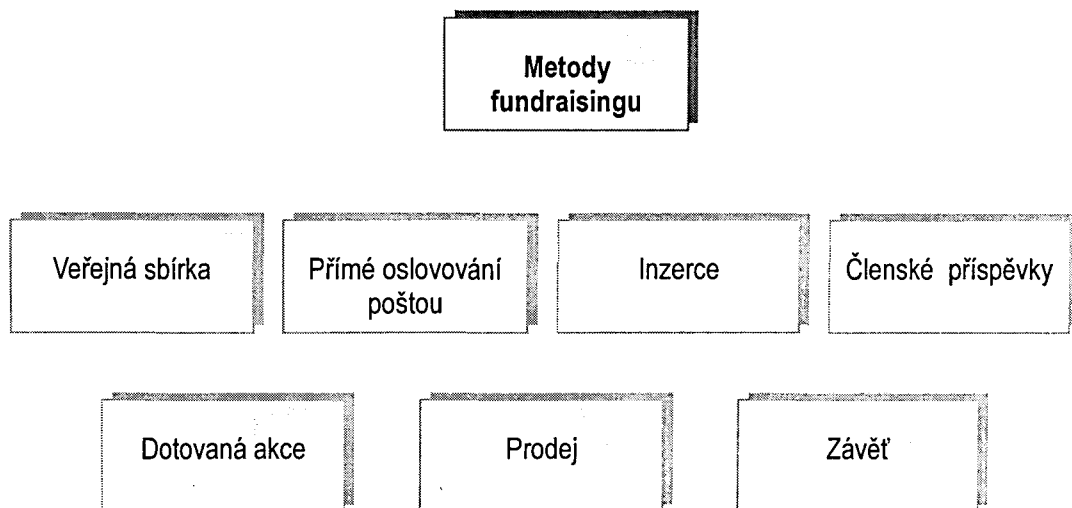 Metody
fundraisingu
Veřejná sbírka
Přímé oslovování
poštou
Inzerce
Členské příspěvky
Dotovaná akce
Prodej
Závěť